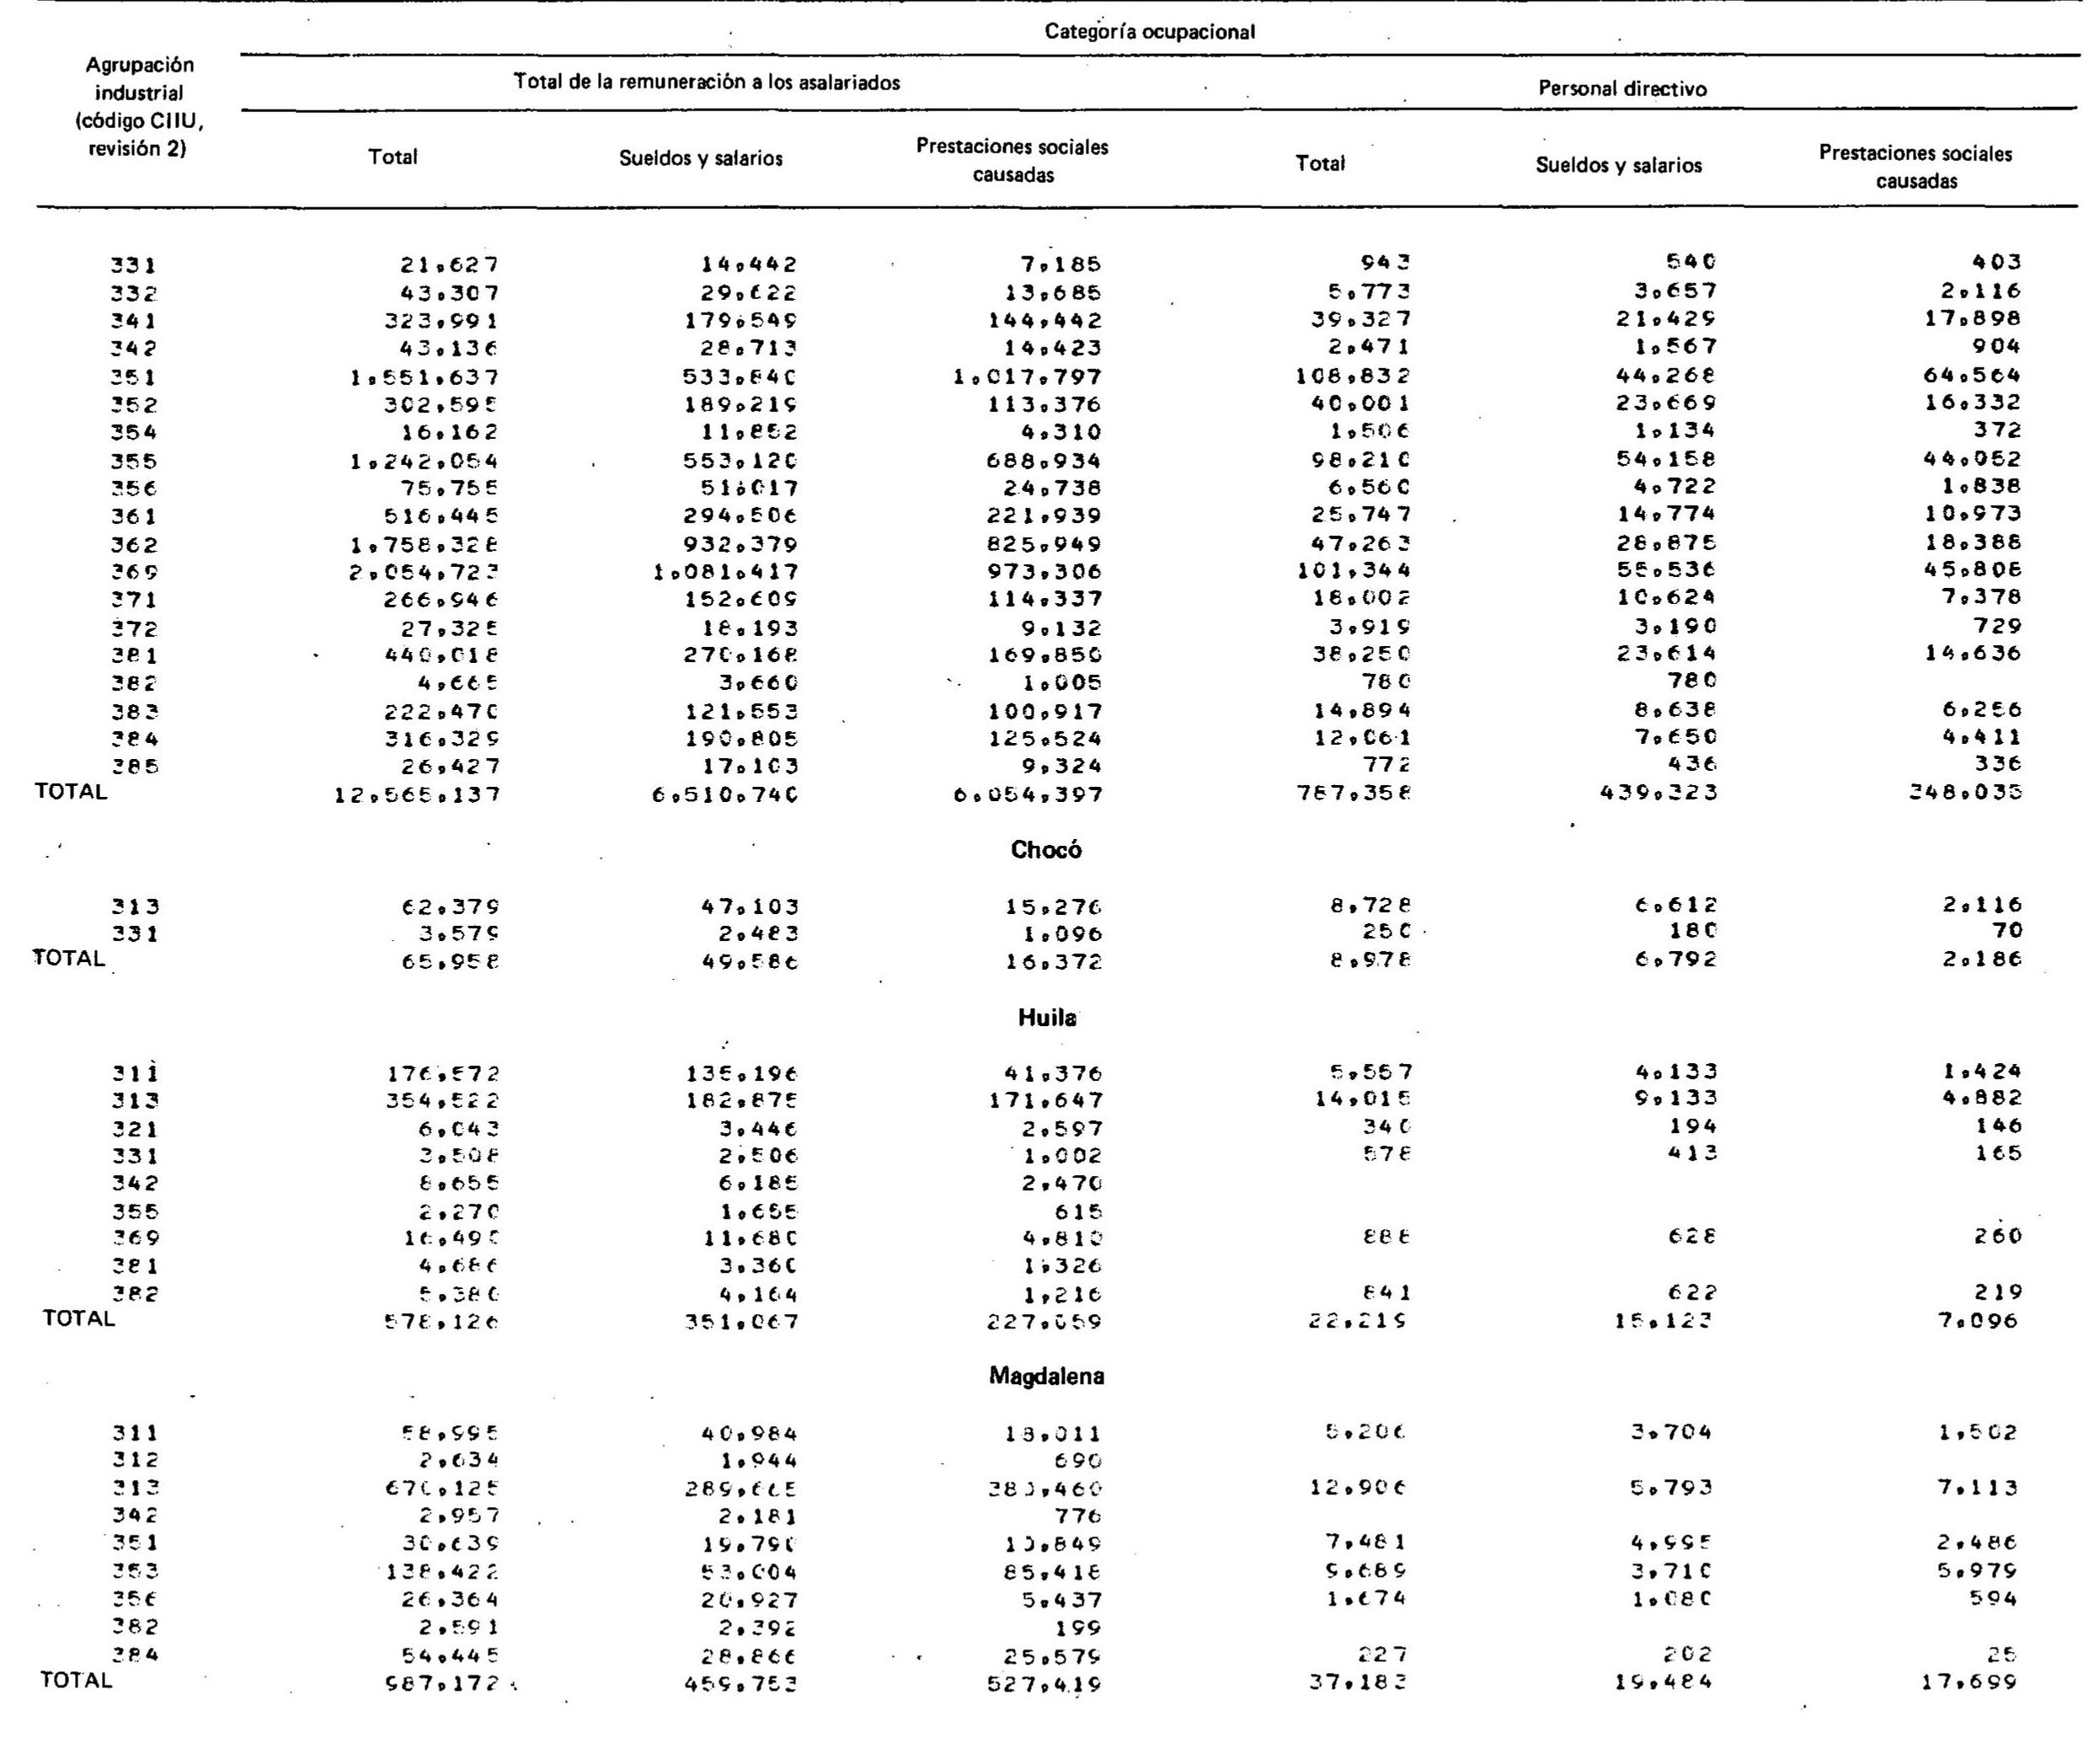 Categoría ocupacional
Agrupación
industrial
(código CIIU,
revisión 2)
Total de la remuneración a los asalariados Personal directivo
Total Sueldos y salarios Prestaciones sociales causadas Total Sueldos y salarios Prestaciones sociales causadas
331 21,627 14,442 7,185 943 540 403
332 43,307 29,622 13,685 5,773 3,657 2,116
341 323,991 179,549 144,442 39,327 21,429 17,898
342 43,136 28,713 14,423 2,471 1,567 904
351 1,551,637 533,840 1,017,797 108,832 44,268 64,564
352 302,595 189,219 113,376 40,001 23,669 16,332
354 16,162 11,852 4,310 1,506 1,134 372
355 1,242,054 553,120 688,934 98,210 54,158 44,052
356 75,755 51,017 24,738 6,560 4,722 1,838
361 516,445 294,506 221,939 25,747 14,774 10,973
362 1,758,328 932,379 825,949 47,263 28,875 18,388
369 2,054,723 1,081,417 973,306 101,344 55,536 45,808
371 266,946 152,609 114,337 18,002 10,624 7,378
372 27,325 18,193 9,132 3,919 3,190 729
381 440,018 270,168 169,850 38,250 23,614 14,636
382 4,665 3,660 1,005 780 780
383 222,470 121,553 100,917 14,894 8,638 6,256
384 316,329 190,805 125,524 12,061 7,650 4,411
385 26,427 17,103 9,324 772 436 336
TOTAL 12,565,137 6,510,740 6,054,397 787,358 439,323 348,035
Chocó
313 62,379 47,103 15,276 8,728 6,612 2,116
331 3,579 2,483 1,096 250 180 70
TOTAL 65,958 49,586 16,372 8,978 6,792 2,186
Huila
311 176,572 135,196 41,376 5,557 4,133 1,424
313 354,522 182,875 171,647 14,015 9,133 4,882
321 6,043 3,446 2,597 340 194 146
331 3,508 2,506 1,002 578 413 165
342 8,655 6,185 2,470
355 2,270 1,655 615
369 16,490 11,680 4,810 888 628 260
381 4,686 3,360 1,326
382 5,380 4,164 1,216 841 622 219
TOTAL 578,126 351,067 227,059 22,219 15,123 7,096
Magdalena
311 58,995 40,984 18,011 5,206 3,704 1,502
312 2,634 1,944 690
313 670,125 289,665 380,460 12,906 5,793 7,113
342 2,957 2,181 776
351 30,639 19,790 10,849 7,481 4,995 2,486
353 138,422 53,004 85,418 9,689 3,710 5,979
356 26,364 20,927 5,437 1,674 1,080 594
382 2,591 2,392 199
384 54,445 28,866 25,579 227 202 25
TOTAL 987,172 459,753 527,419 37,183 19,484 17,699